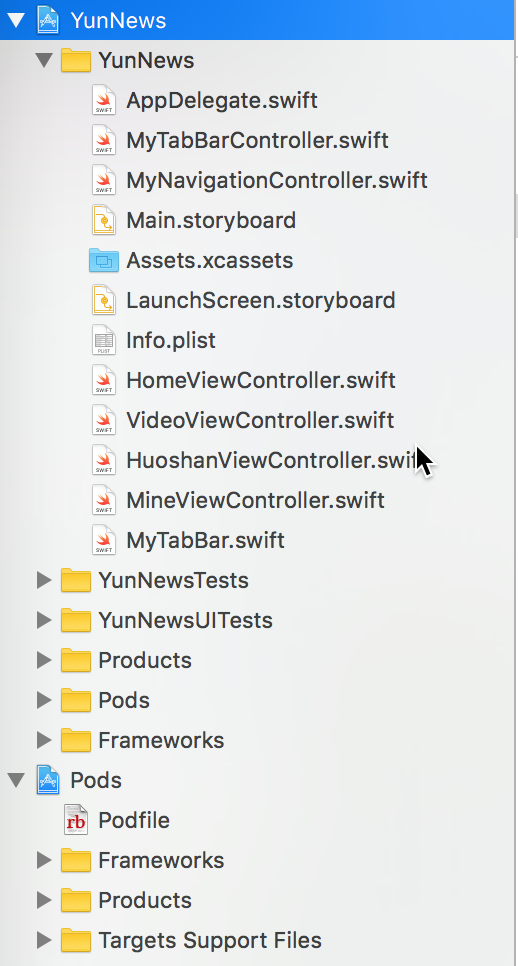 YunNews
YunNews
AppDelegate.swift
MyTabBarController.swift
MyNavigationController.swift
Main.storyboard
Assets.xcassets
LaunchScreen.storyboard
Info.plist
HomeViewController.swift
VideoViewController.swift
HuoshanViewController.swift
MineViewController.swift
MyTabBar.swift
YunNewsTests
YunNewsUITests
Products
Pods
Frameworks
Pods
Podfile
Frameworks
Products
Targets Support Files